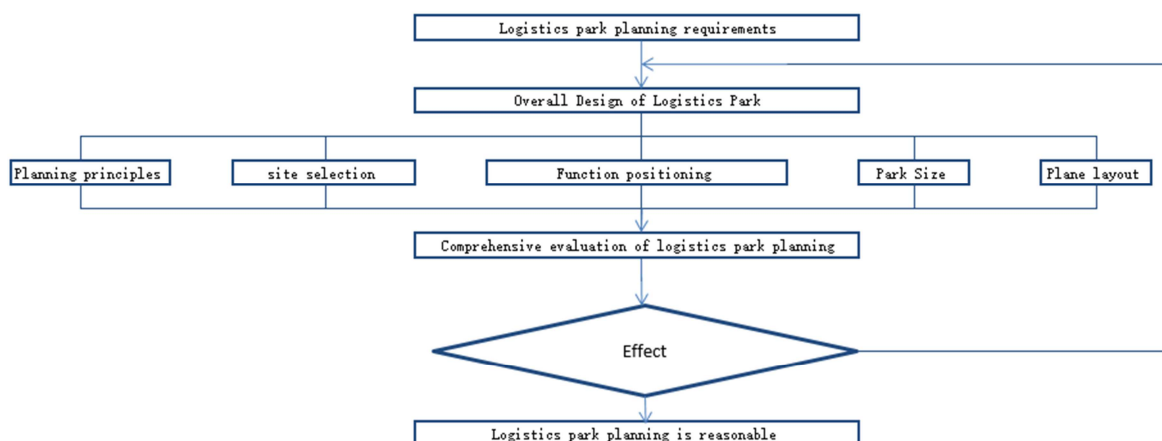 Logistics park planning requirements
Overall Design of Logistics Park
Planning principles
site selection
Function positioning
Park Size
Plane layout
Comprehensive evaluation of logistics park planning
Effect
Logistics park planning is reasonable